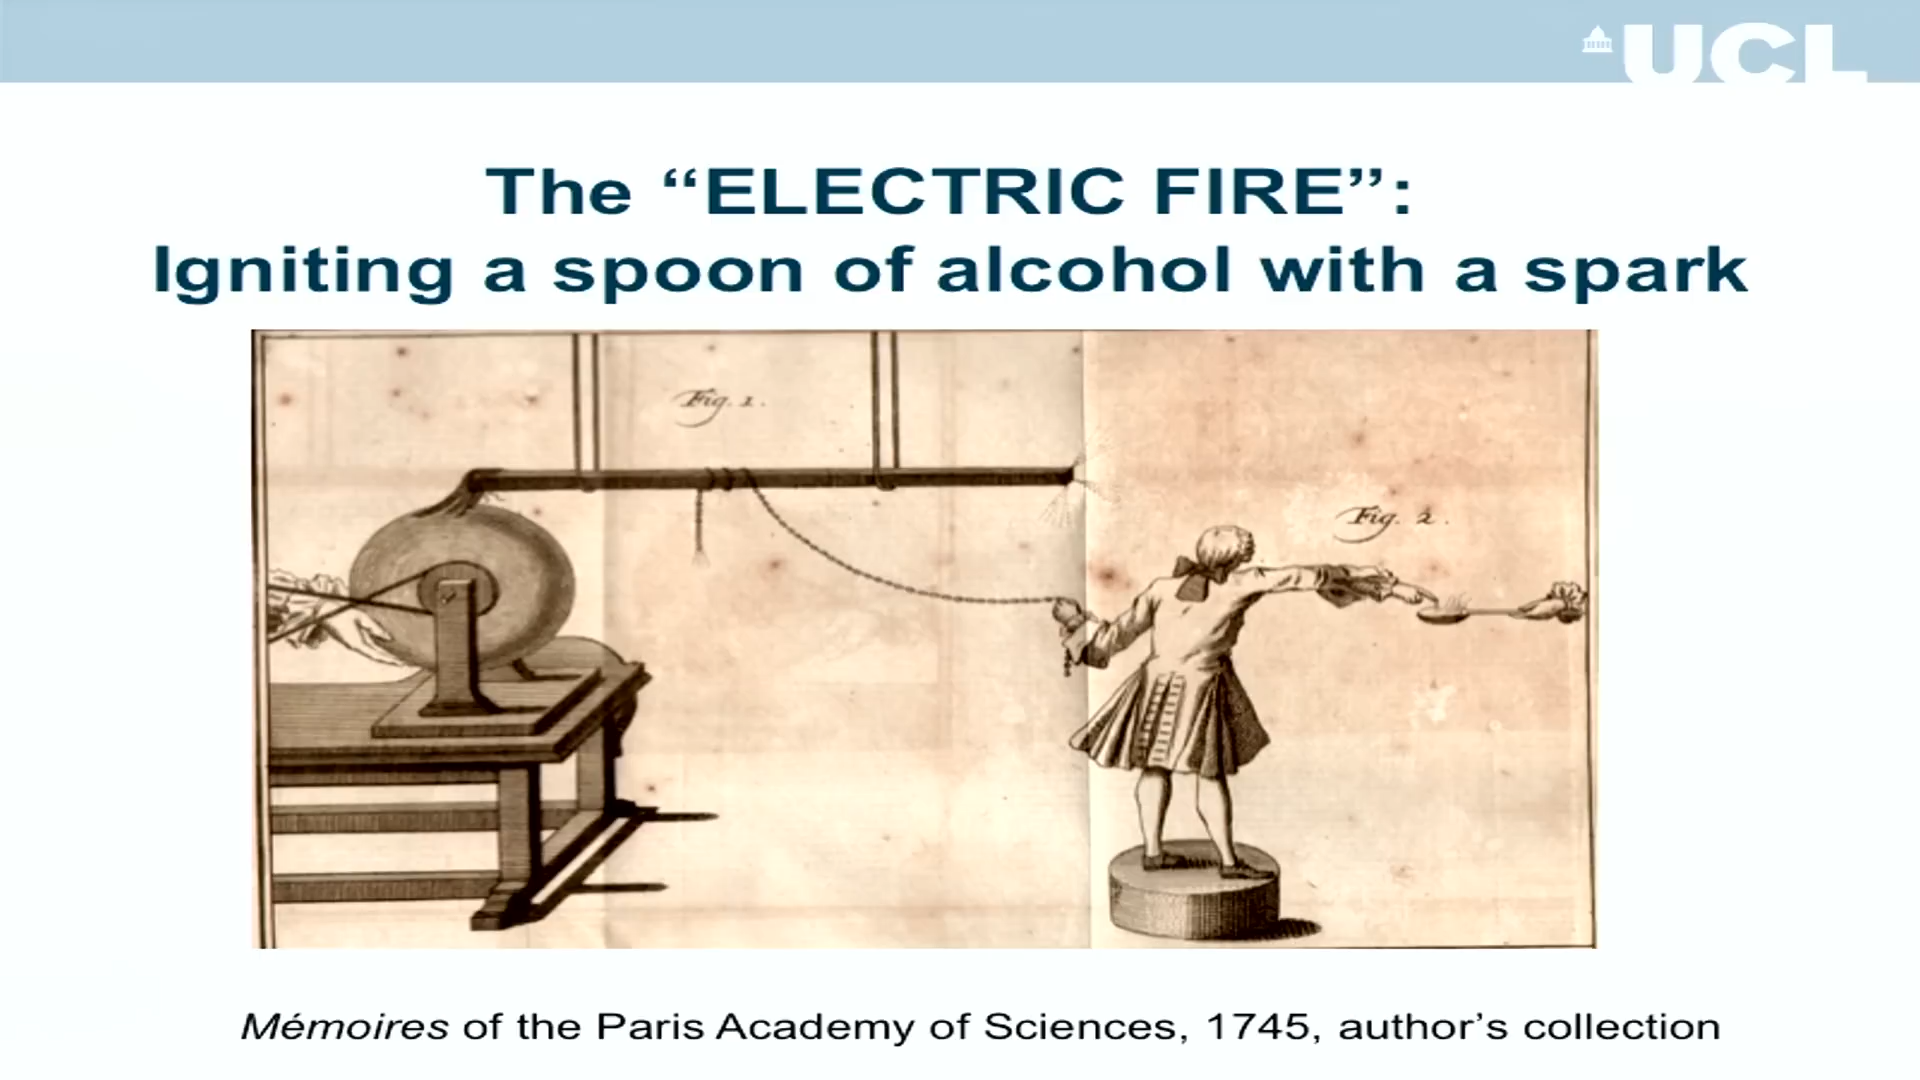 UCL
The “ELECTRIC FIRE”:
Igniting a spoon of alcohol with a spark
Fig. 1.
Fig. 2.
Mémoires of the Paris Academy of Sciences, 1745, author’s collection